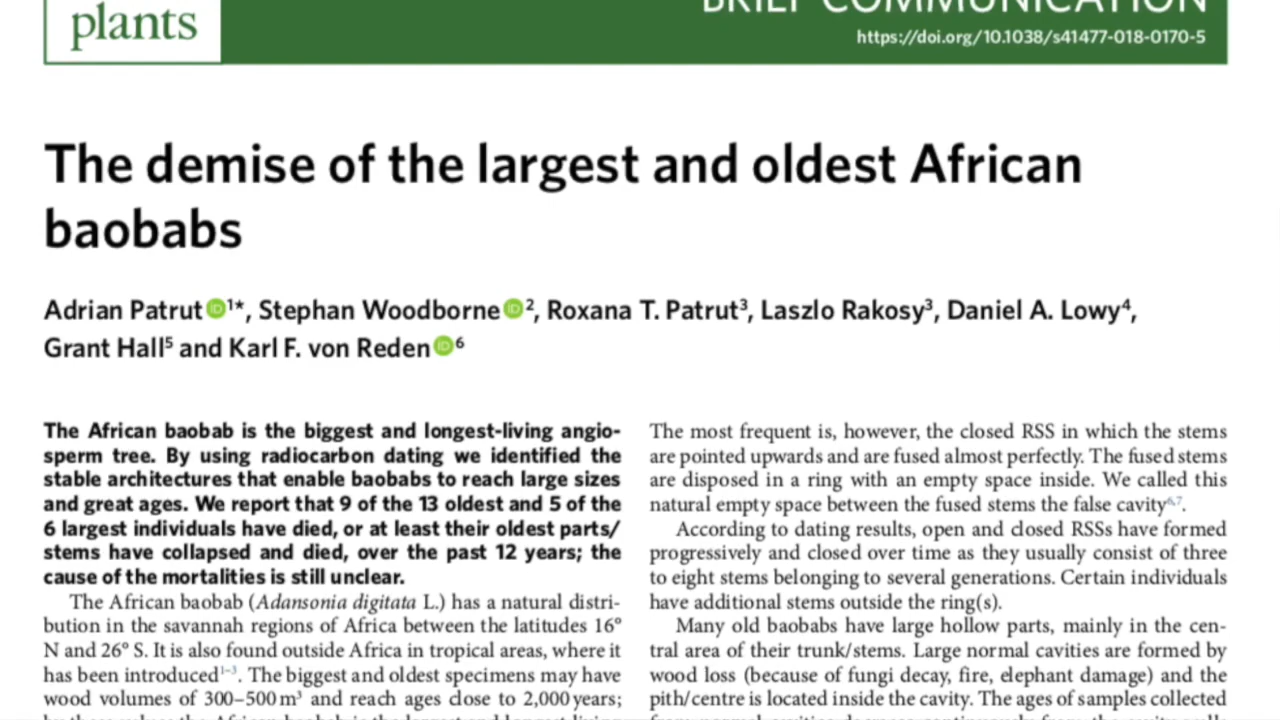 plants
BRIEF COMMUNICATION
https://doi.org/10.1038/s41477-018-0170-5
The demise of the largest and oldest African
baobabs
Adrian Patrut iD 1*, Stephan Woodborne iD 2, Roxana T. Patrut3, Laszlo Rakosy3, Daniel A. Lowy4,
Grant Hall5 and Karl F. von Reden iD 6
The African baobab is the biggest and longest-living angio-
sperm tree. By using radiocarbon dating we identified the
stable architectures that enable baobabs to reach large sizes
and great ages. We report that 9 of the 13 oldest and 5 of the
6 largest individuals have died, or at least their oldest parts/
stems have collapsed and died, over the past 12 years; the
cause of the mortalities is still unclear.
The African baobab (Adansonia digitata L.) has a natural distri-
bution in the savannah regions of Africa between the latitudes 16°
N and 26° S. It is also found outside Africa in tropical areas, where it
has been introduced1–3. The biggest and oldest specimens may have
wood volumes of 300–500 m3 and reach ages close to 2,000 years;
The most frequent is, however, the closed RSS in which the stems
are pointed upwards and are fused almost perfectly. The fused stems
are disposed in a ring with an empty space inside. We called this
natural empty space between the fused stems the false cavity6,7.
According to dating results, open and closed RSSs have formed
progressively and closed over time as they usually consist of three
to eight stems belonging to several generations. Certain individuals
have additional stems outside the ring(s).
Many old baobabs have large hollow parts, mainly in the cen-
tral area of their trunk/stems. Large normal cavities are formed by
wood loss (because of fungi decay, fire, elephant damage) and the
pith/centre is located inside the cavity. The ages of samples collected